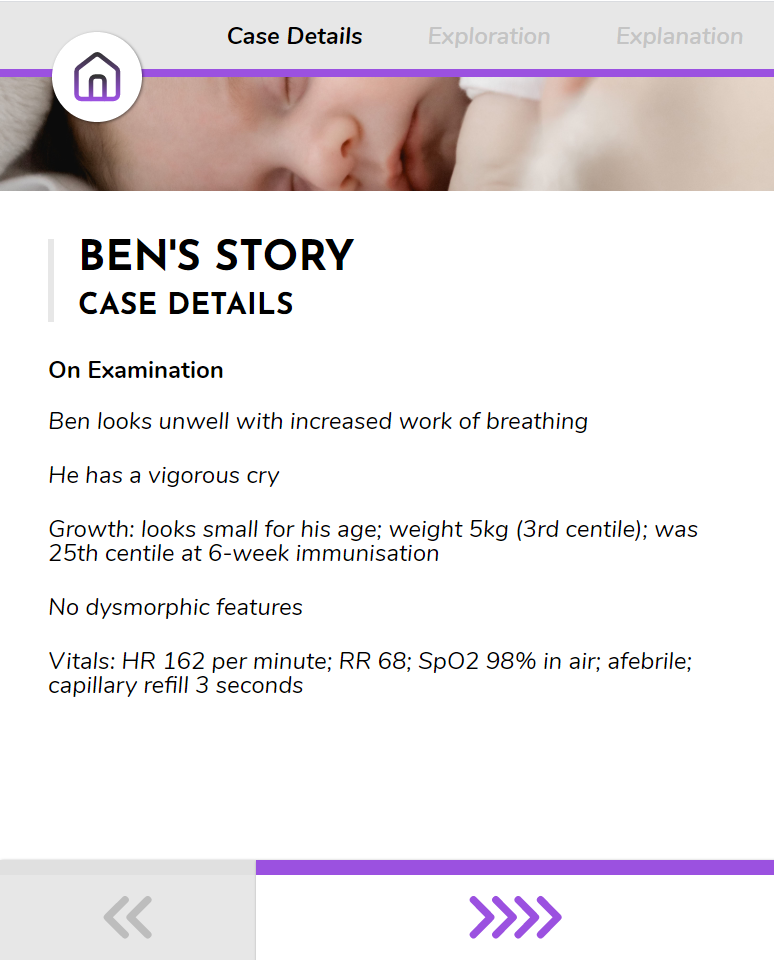 Case Details Exploration Explanation
BEN'S STORY
CASE DETAILS
On Examination
Ben looks unwell with increased work of breathing
He has a vigorous cry
Growth: looks small for his age; weight 5kg (3rd centile); was
25th centile at 6-week immunisation
No dysmorphic features
Vitals: HR 162 per minute; RR 68; SpO2 98% in air; afebrile;
capillary refill 3 seconds